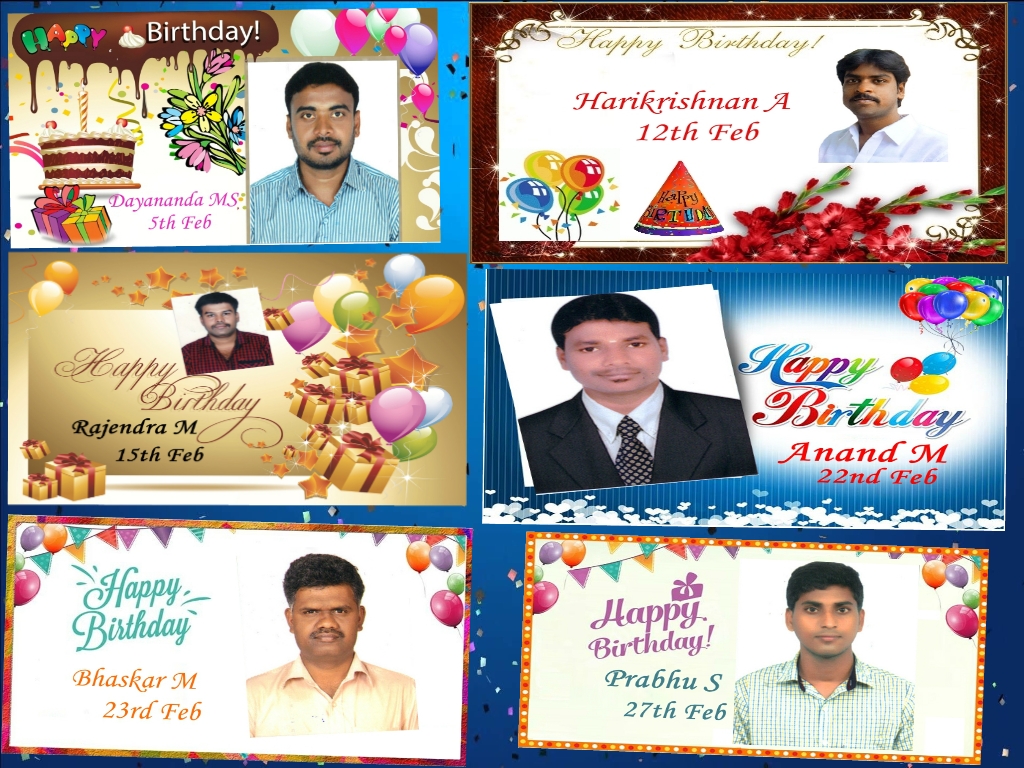 HAPPY Birthday!
Dayananda MS
5th Feb
Happy Birthday!
Harikrishnan A
12th Feb
Happy
BIRTHDAY
Happy
Birthday
Rajendra M
15th Feb
Happy
Birthday
Anand M
22nd Feb
Happy
Birthday
Bhaskar M
23rd Feb
Happy
Birthday!
Prabhu S
27th Feb